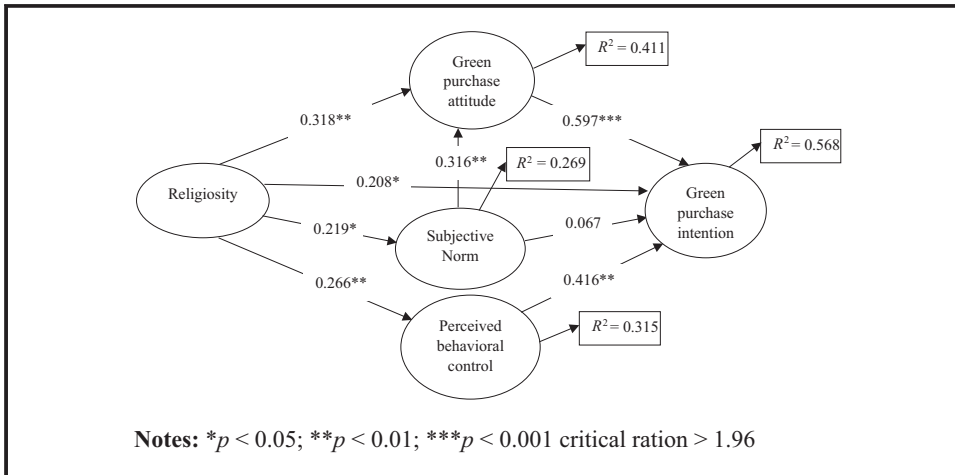 Green
purchase
attitude
R² = 0.411
0.318**
0.597***
R² = 0.568
0.316**
R² = 0.269
Religiosity
0.208*
Green
purchase
intention
0.219*
Subjective
Norm
0.067
0.266**
0.416**
Perceived
behavioral
control
R² = 0.315
Notes: *p < 0.05; **p < 0.01; ***p < 0.001 critical ration > 1.96